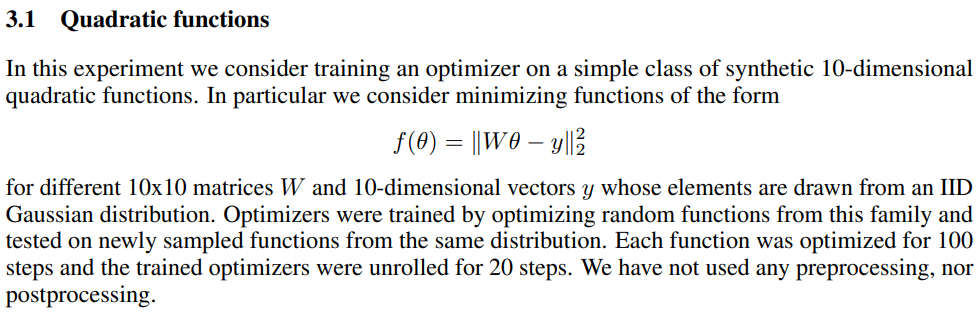 3.1 Quadratic functions
In this experiment we consider training an optimizer on a simple class of synthetic 10-dimensional
quadratic functions. In particular we consider minimizing functions of the form
f(θ) = ‖Wθ − y‖₂²
for different 10x10 matrices W and 10-dimensional vectors y whose elements are drawn from an IID
Gaussian distribution. Optimizers were trained by optimizing random functions from this family and
tested on newly sampled functions from the same distribution. Each function was optimized for 100
steps and the trained optimizers were unrolled for 20 steps. We have not used any preprocessing, nor
postprocessing.